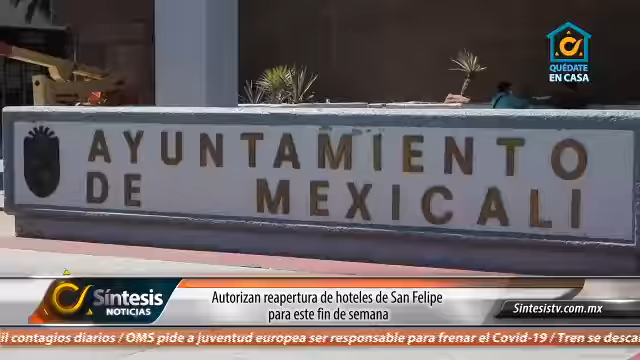 QUÉDATE
EN CASA
AYUNTAMIENTO
DE MEXICALI
Síntesis
NOTICIAS
Autorizan reapertura de hoteles de San Felipe
para este fin de semana
Sintesistv.com.mx
il contagios diarios / OMS pide a juventud europea ser responsable para frenar el Covid-19 / Tren se desca